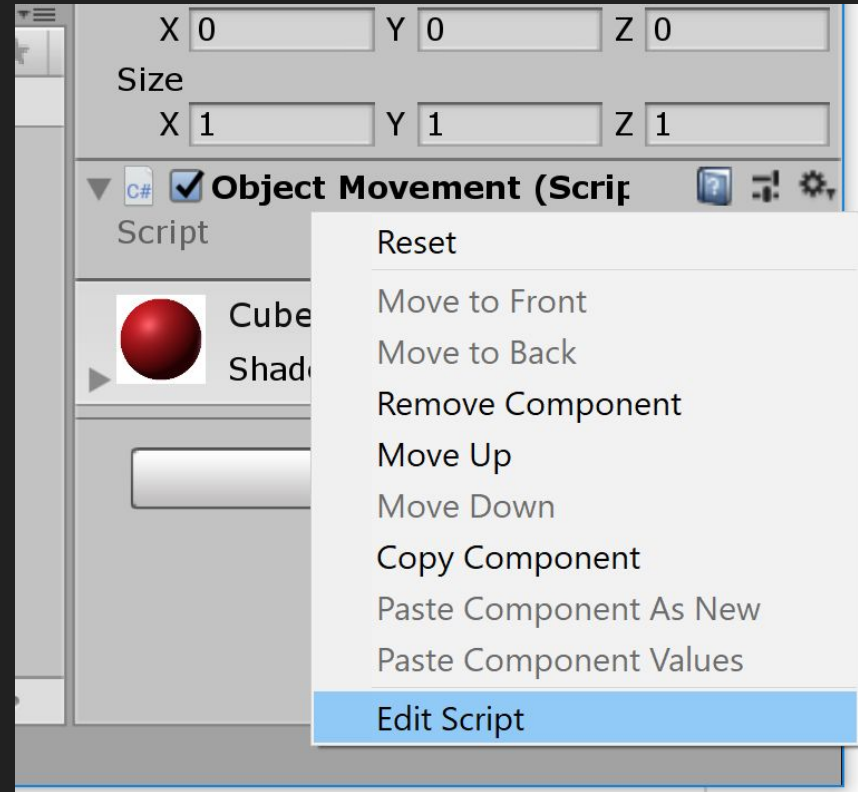 X 0 Y 0 Z 0
Size
X 1 Y 1 Z 1
C# Object Movement (Scrip
Script
Reset
Move to Front
Cube
Move to Back
Shad
Remove Component
Move Up
Move Down
Copy Component
Paste Component As New
Paste Component Values
Edit Script